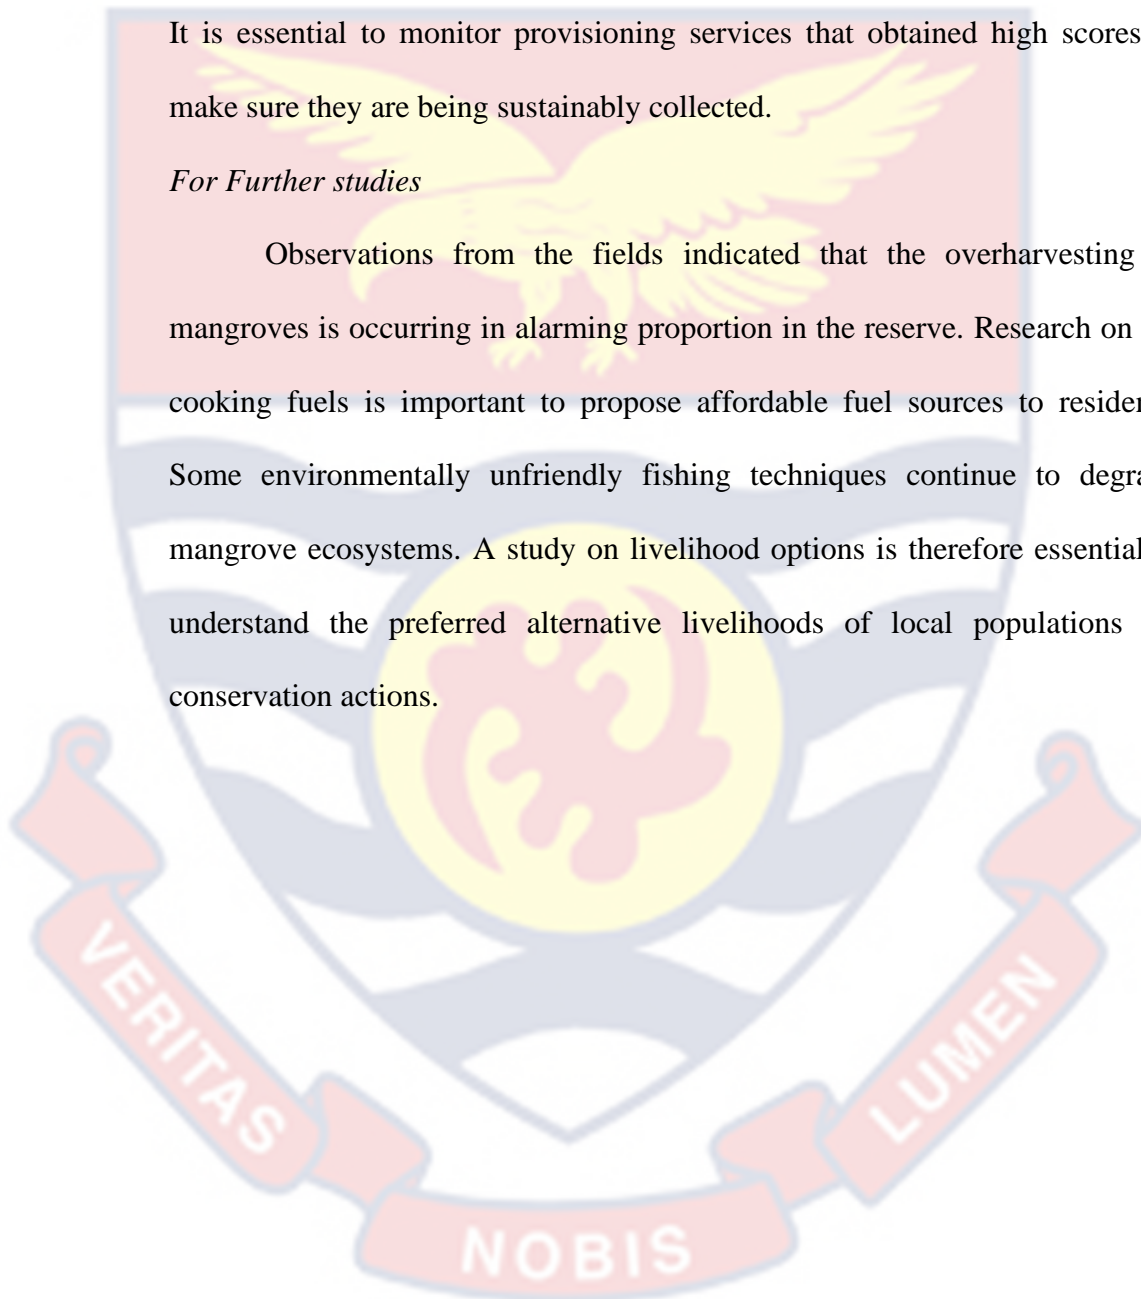 It is essential to monitor provisioning services that obtained high scores
make sure they are being sustainably collected.
For Further studies
Observations from the fields indicated that the overharvesting
mangroves is occurring in alarming proportion in the reserve. Research on
cooking fuels is important to propose affordable fuel sources to
Some environmentally unfriendly fishing techniques continue to
mangrove ecosystems. A study on livelihood options is therefore essential
understand the preferred alternative livelihoods of local populations
conservation actions.
VERITAS
NOBIS
LUMEN